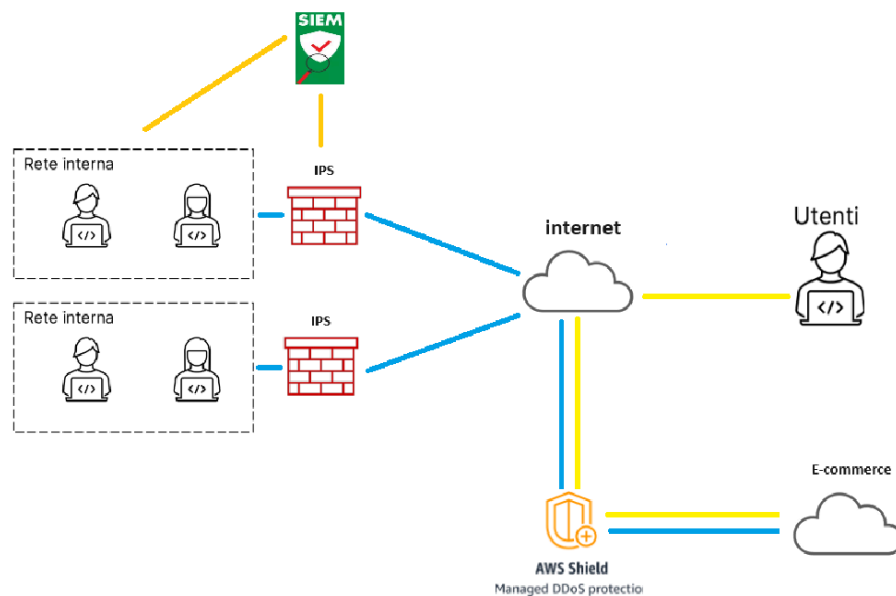 SIEM
IPS
Rete interna
</>
</>
internet
Utenti
</>
IPS
Rete interna
</>
</>
E-commerce
AWS Shield
Managed DDoS protectio